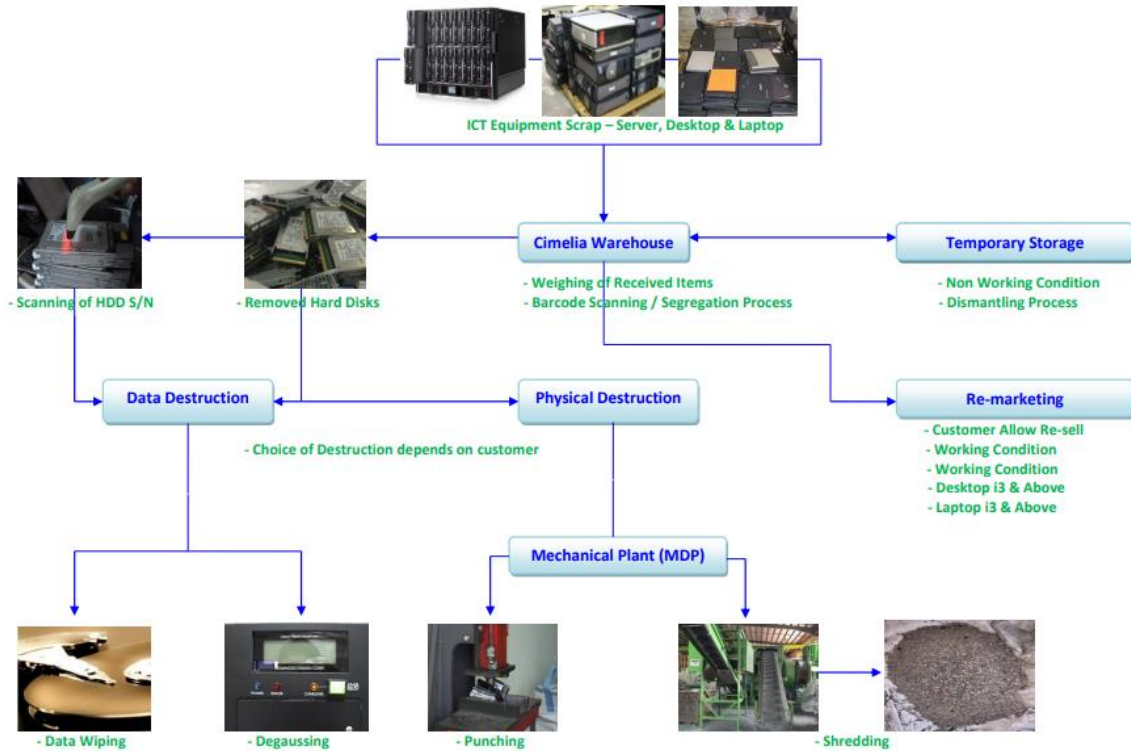 ICT Equipment Scrap – Server, Desktop & Laptop
Cimelia Warehouse
Temporary Storage
- Scanning of HDD S/N
- Removed Hard Disks
- Weighing of Received Items
- Barcode Scanning / Segregation Process
- Non Working Condition
- Dismantling Process
Data Destruction
Physical Destruction
Re-marketing
- Choice of Destruction depends on customer
- Customer Allow Re-sell
- Working Condition
- Working Condition
- Desktop i3 & Above
- Laptop i3 & Above
Mechanical Plant (MDP)
- Data Wiping
- Degaussing
- Punching
- Shredding